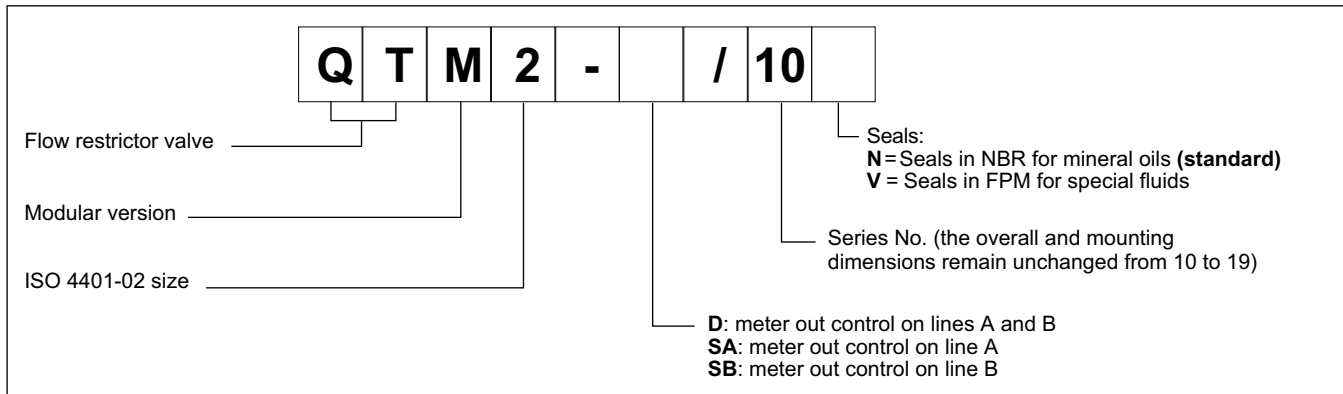 QTM2- /10
Flow restrictor valve
Modular version
ISO 4401-02 size
Seals:
N = Seals in NBR for mineral oils (standard)
V = Seals in FPM for special fluids
Series No. (the overall and mounting
dimensions remain unchanged from 10 to 19)
D: meter out control on lines A and B
SA: meter out control on line A
SB: meter out control on line B